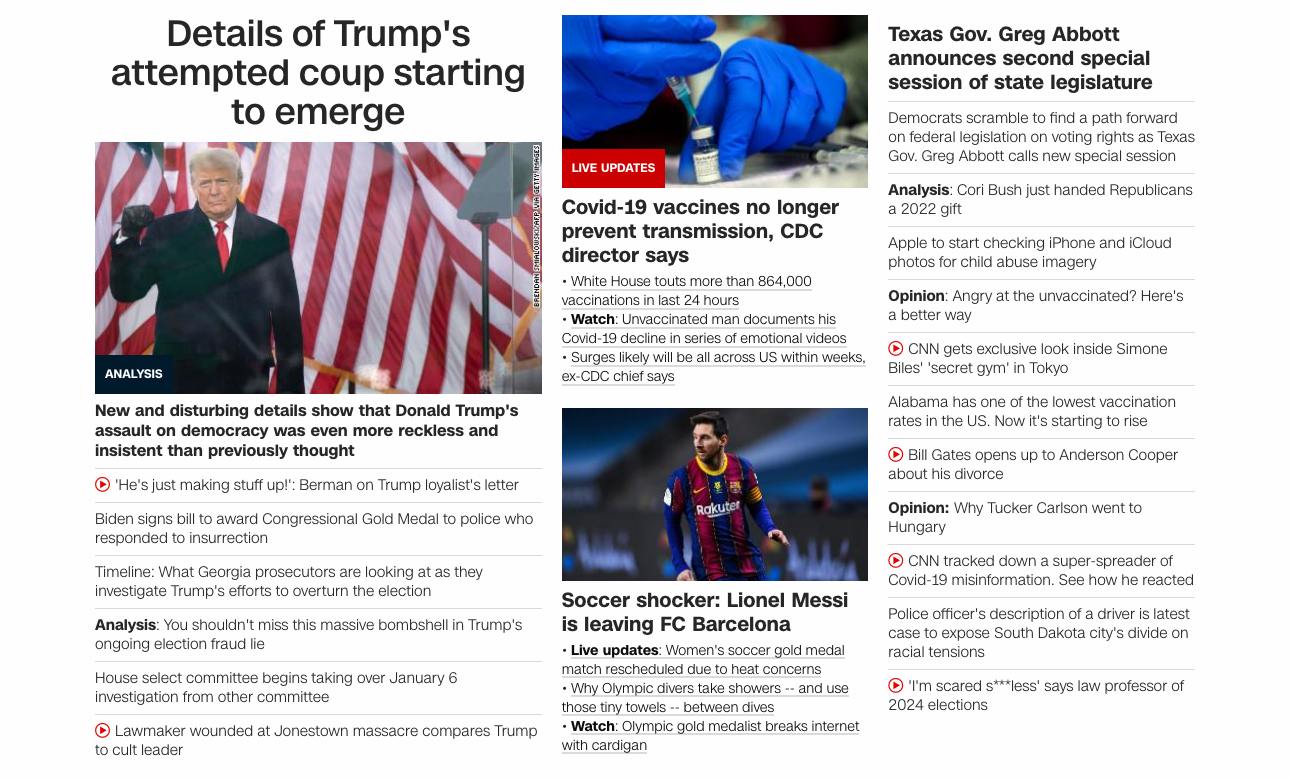 Details of Trump's
attempted coup starting
to emerge
BRENDAN SMIALOWSKI/AFP VIA GETTY IMAGES
ANALYSIS
New and disturbing details show that Donald Trump's
assault on democracy was even more reckless and
insistent than previously thought
'He's just making stuff up!': Berman on Trump loyalist's letter
Biden signs bill to award Congressional Gold Medal to police who
responded to insurrection
Timeline: What Georgia prosecutors are looking at as they
investigate Trump's efforts to overturn the election
Analysis: You shouldn't miss this massive bombshell in Trump's
ongoing election fraud lie
House select committee begins taking over January 6
investigation from other committee
Lawmaker wounded at Jonestown massacre compares Trump
to cult leader
LIVE UPDATES
Covid-19 vaccines no longer
prevent transmission, CDC
director says
• White House touts more than 864,000
vaccinations in last 24 hours
• Watch: Unvaccinated man documents his
Covid-19 decline in series of emotional videos
• Surges likely will be all across US within weeks,
ex-CDC chief says
Rakuten
Soccer shocker: Lionel Messi
is leaving FC Barcelona
• Live updates: Women's soccer gold medal
match rescheduled due to heat concerns
• Why Olympic divers take showers -- and use
those tiny towels -- between dives
• Watch: Olympic gold medalist breaks internet
with cardigan
Texas Gov. Greg Abbott
announces second special
session of state legislature
Democrats scramble to find a path forward
on federal legislation on voting rights as Texas
Gov. Greg Abbott calls new special session
Analysis: Cori Bush just handed Republicans
a 2022 gift
Apple to start checking iPhone and iCloud
photos for child abuse imagery
Opinion: Angry at the unvaccinated? Here's
a better way
CNN gets exclusive look inside Simone
Biles' 'secret gym' in Tokyo
Alabama has one of the lowest vaccination
rates in the US. Now it's starting to rise
Bill Gates opens up to Anderson Cooper
about his divorce
Opinion: Why Tucker Carlson went to
Hungary
CNN tracked down a super-spreader of
Covid-19 misinformation. See how he reacted
Police officer's description of a driver is latest
case to expose South Dakota city's divide on
racial tensions
'I'm scared s***less' says law professor of
2024 elections